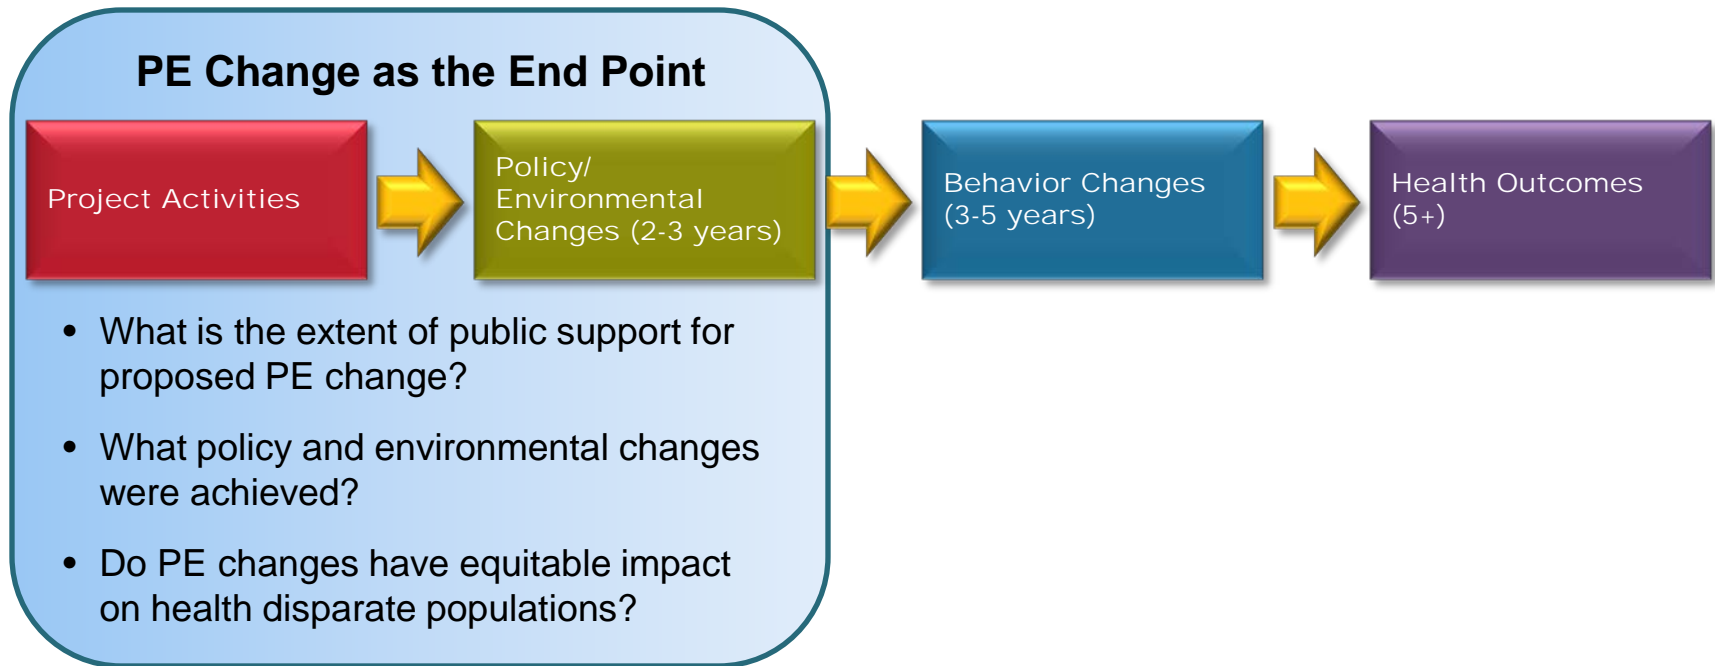 PE Change as the End Point
Project Activities
Policy/
Environmental
Changes (2-3 years)
Behavior Changes
(3-5 years)
Health Outcomes
(5+)
• What is the extent of public support for
proposed PE change?
• What policy and environmental changes
were achieved?
• Do PE changes have equitable impact
on health disparate populations?